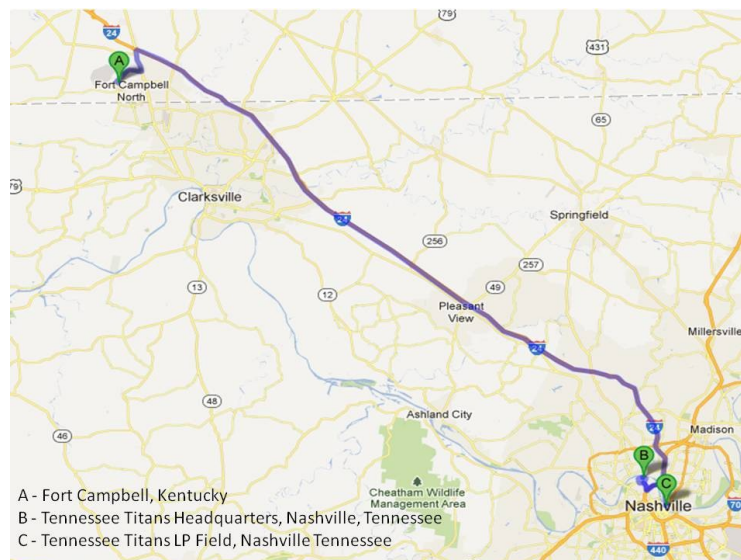 79
24
431
A
Fort Campbell
North
65
79
Clarksville
24
Springfield
256
257
13
12
49
Pleasant
View
Millersville
24
48
Ashland City
24
Madison
46
B
C
Cheatham Wildlife
Management Area
Nashville
70
440
A - Fort Campbell, Kentucky
B - Tennessee Titans Headquarters, Nashville, Tennessee
C - Tennessee Titans LP Field, Nashville Tennessee